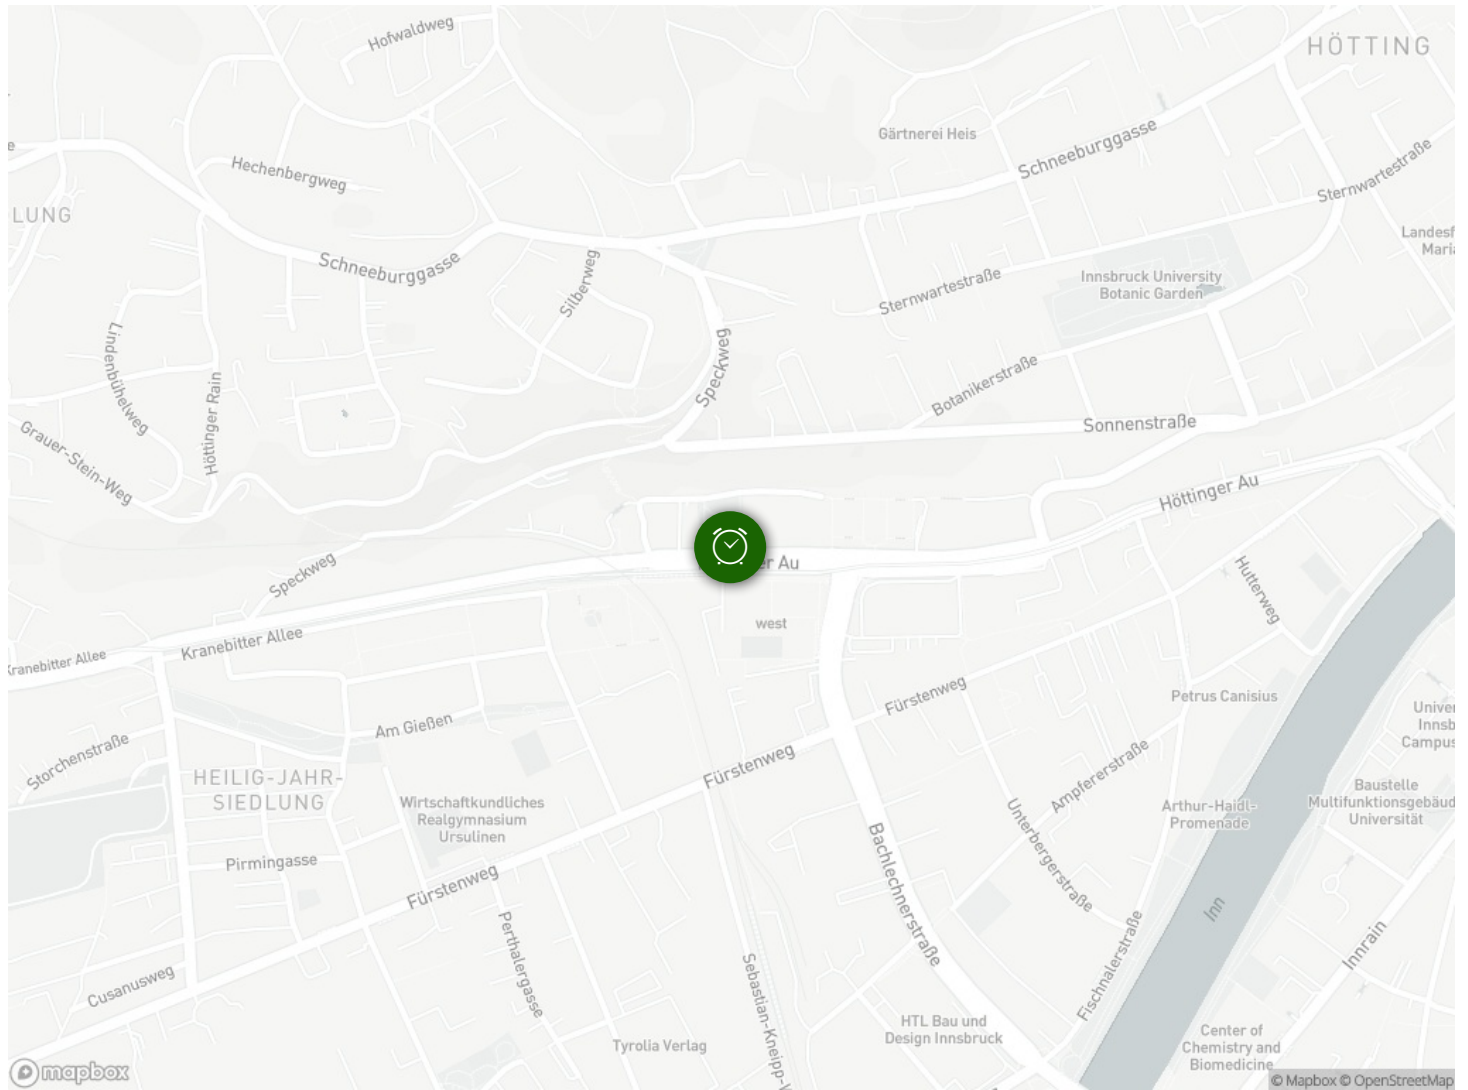 Hofwaldweg
HÖTTING
Gärtnerei Heis
Schneeburggasse
Hechenbergweg
Sternwartestraße
LUNG
Landesf
Maria
Schneeburggasse
Silberweg
Sternwartestraße
Innsbruck University
Botanic Garden
Lindenbühelweg
Speckweg
Botanikerstraße
Höttinger Rain
Sonnenstraße
Grauer-Stein-Weg
Höttinger Au
er Au
Speckweg
Hutterweg
west
Kranebitter Allee
Kranebitter Allee
Fürstenweg
Petrus Canisius
Univer
Innsb
Campus
Am Gießen
Storchenstraße
Fürstenweg
Ampfererstraße
HEILIG-JAHR-
SIEDLUNG
Wirtschaftkundliches
Realgymnasium
Ursulinen
Unterbergerstraße
Arthur-Haidl-
Promenade
Baustelle
Multifunktionsgebäud
Universität
Pirmingasse
Bachlechnerstraße
Fürstenweg
Inn
Perthalergasse
Innrain
Cusanusweg
Sebastian-Kneipp-W
Fischnalerstraße
HTL Bau und
Design Innsbruck
Tyrolia Verlag
Center of
Chemistry and
Biomedicine
mapbox
© Mapbox © OpenStreetMap